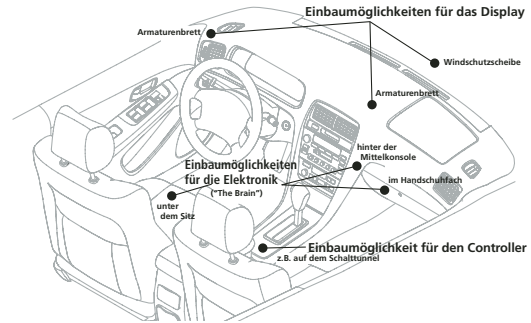 Einbaumöglichkeiten für das Display
Armaturenbrett
Windschutzscheibe
Armaturenbrett
hinter der
Mittelkonsole
Einbaumöglichkeiten
für die Elektronik
("The Brain")
im Handschuhfach
unter
dem Sitz
Einbaumöglichkeit für den Controller
z.B. auf dem Schalttunnel